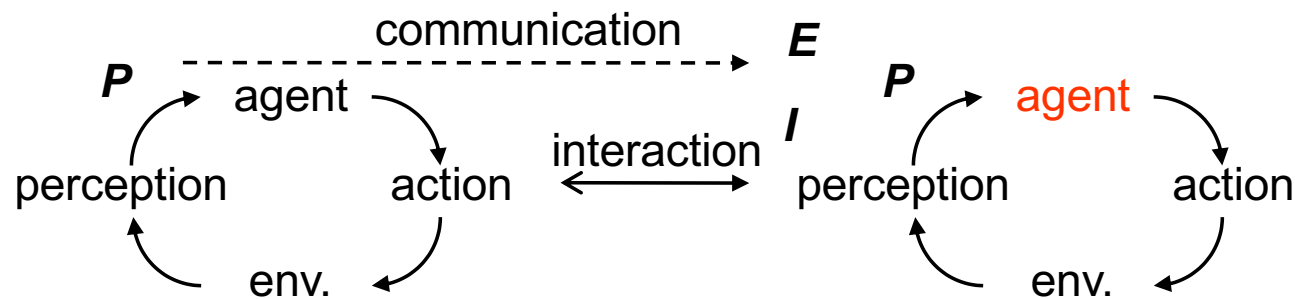 communication
E
P
agent
P
agent
I
interaction
perception
action
perception
action
env.
env.